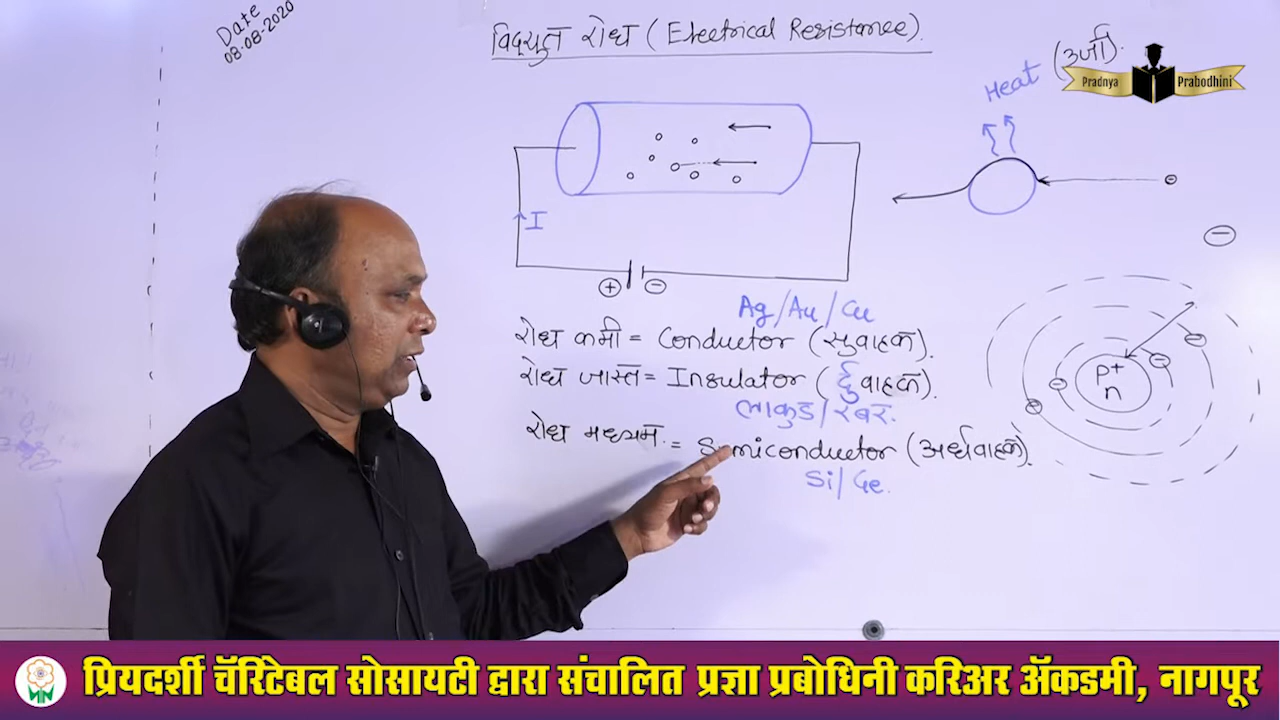 Date
08-08-2020
विद्युत रोध (Electrical Resistance).
Heat (उर्जा).
Pradnya Prabodhini
I
+ −
−
−
Ag/Au/Cu
रोध कमी = Conductor (सुवाहक).
रोध जास्त = Insulator (दुर्वाहक).
लाकुड/रबर.
रोध मध्यम. = Semiconductor (अर्धवाहक).
Si/Ge.
P+
n
− − − −
प्रियदर्शी चॅरिटेबल सोसायटी द्वारा संचालित प्रज्ञा प्रबोधिनी करिअर ॲकडमी, नागपूर